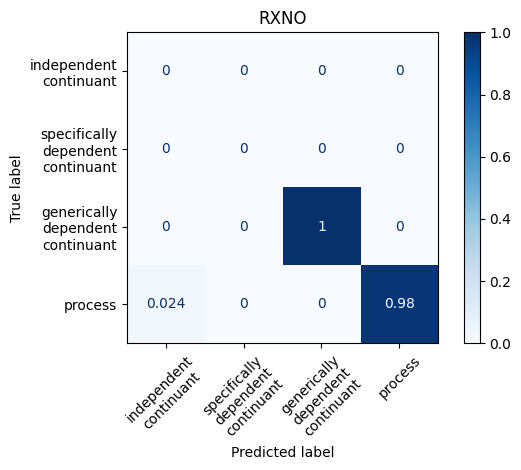 RXNO
True label
independent
continuant
0 0 0 0
specifically
dependent
continuant
0 0 0 0
generically
dependent
continuant
0 0 1 0
process
0.024 0 0 0.98
independent
continuant
specifically
dependent
continuant
generically
dependent
continuant
process
Predicted label
1.0
0.8
0.6
0.4
0.2
0.0